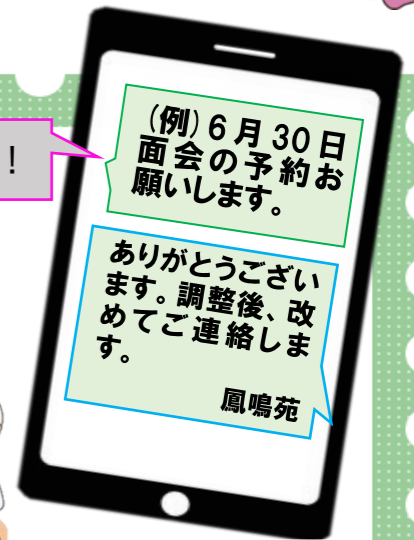 ！
(例)６月30日
面会の予約お
願いします。
ありがとうござい
ます。調整後、改
めてご連絡しま
す。
鳳鳴苑